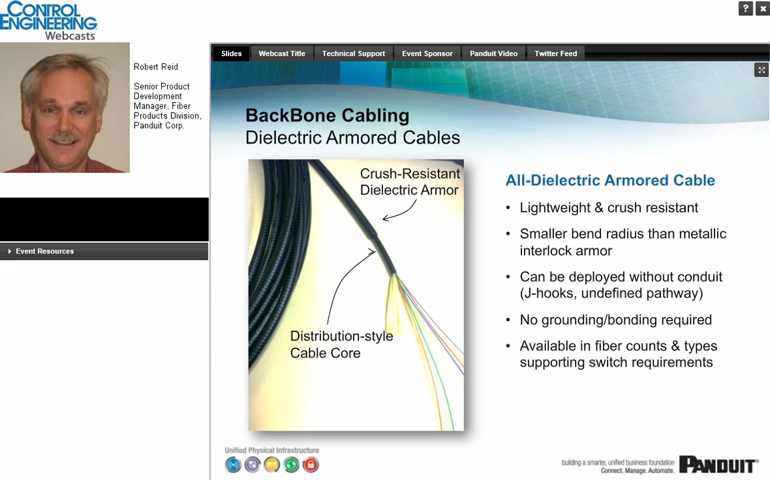 CONTROL
ENGINEERING
Webcasts
? ×
Robert Reid
Senior Product
Development
Manager, Fiber
Products Division,
Panduit Corp.
Event Resources
Slides
Webcast Title
Technical Support
Event Sponsor
Panduit Video
Twitter Feed
BackBone Cabling
Dielectric Armored Cables
Crush-Resistant
Dielectric Armor
Distribution-style
Cable Core
All-Dielectric Armored Cable
• Lightweight & crush resistant
• Smaller bend radius than metallic
interlock armor
• Can be deployed without conduit
(J-hooks, undefined pathway)
• No grounding/bonding required
• Available in fiber counts & types
supporting switch requirements
Unified Physical Infrastructure
building a smarter, unified business foundation
Connect. Manage. Automate.
PANDUIT